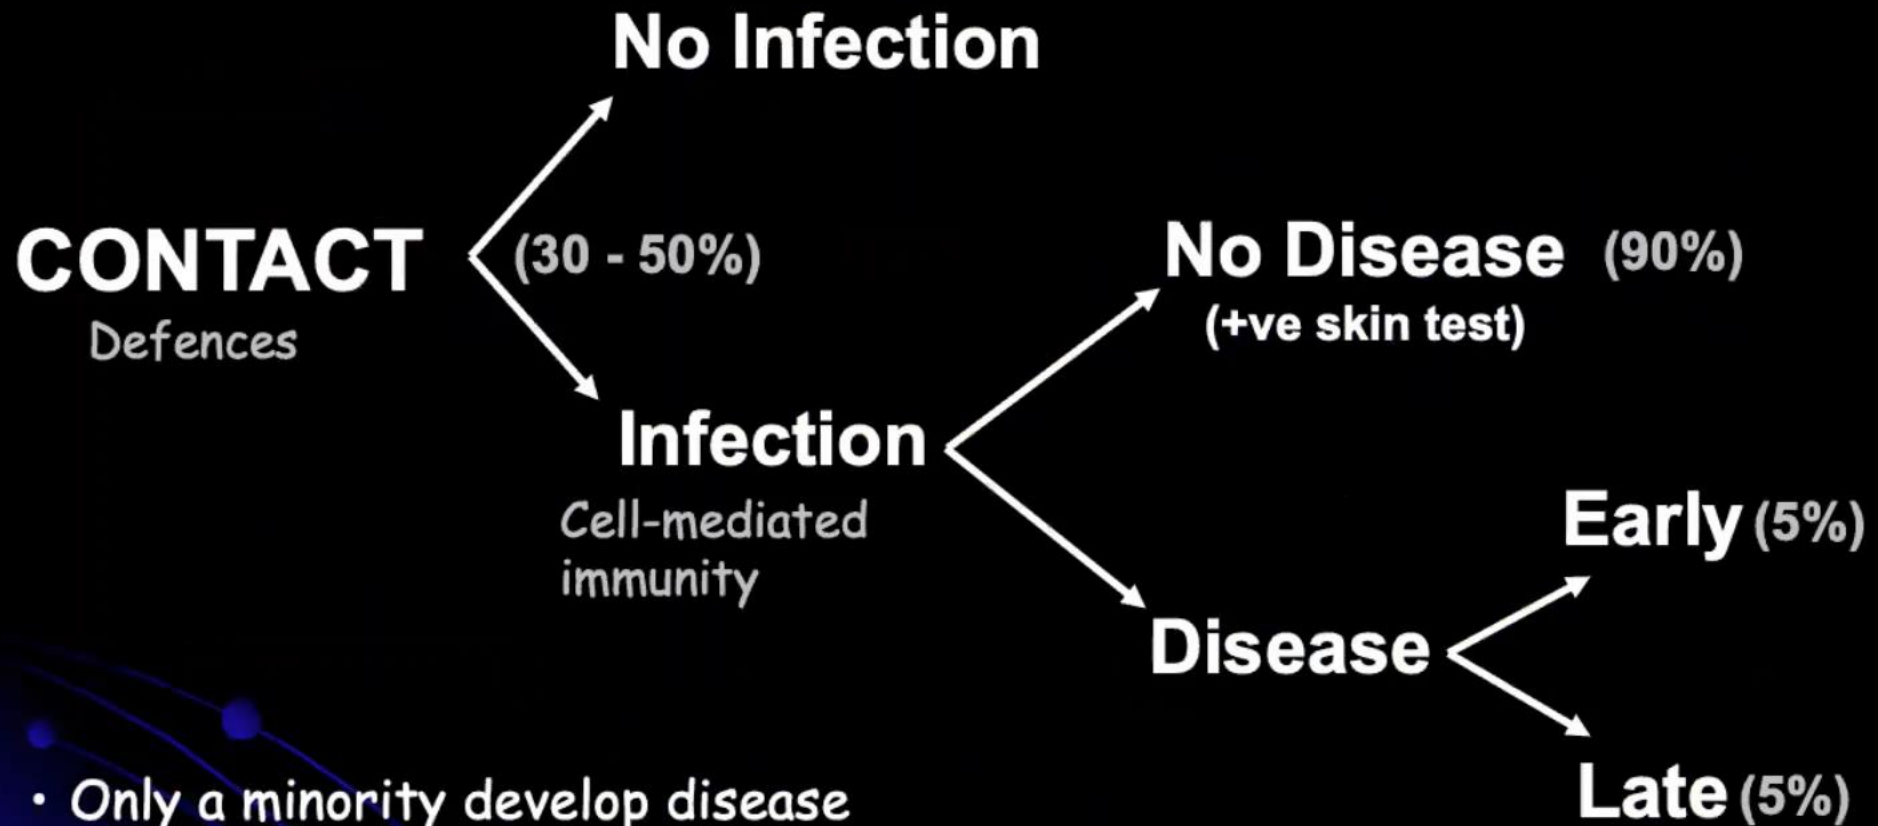 No Infection
CONTACT
Defences
(30 - 50%)
Infection
Cell-mediated
immunity
No Disease (90%)
(+ve skin test)
Disease
Early (5%)
Late (5%)
• Only a minority develop disease